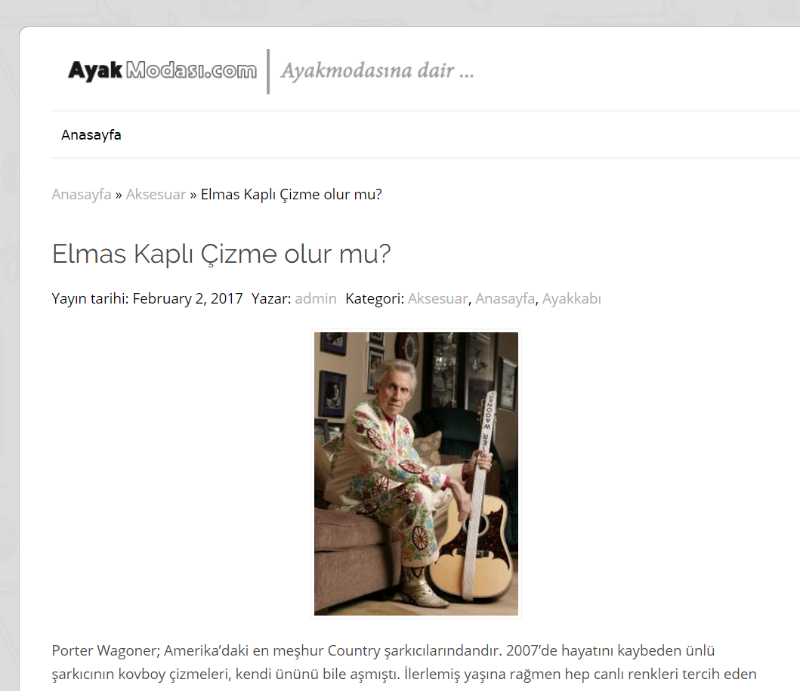 Ayak Modası.com Ayakmodasına dair ...
Anasayfa
Anasayfa » Aksesuar » Elmas Kaplı Çizme olur mu?
Elmas Kaplı Çizme olur mu?
Yayın tarihi: February 2, 2017 Yazar: admin Kategori: Aksesuar, Anasayfa, Ayakkabı
Porter Wagoner; Amerika’daki en meşhur Country şarkıcılarındandır. 2007’de hayatını kaybeden ünlü
şarkıcının kovboy çizmeleri, kendi ününü bile aşmıştı. İlerlemiş yaşına rağmen hep canlı renkleri tercih eden